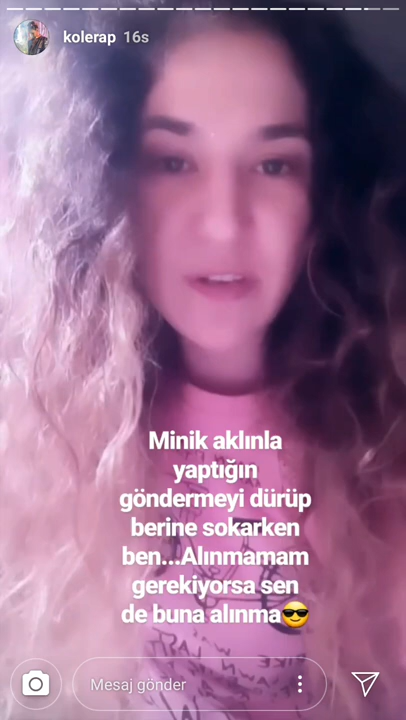 kolerap 16s
Minik aklınla
yaptığın
göndermeyi dürüp
berine sokarken
ben...Alınmamam
gerekiyorsa sen
de buna alınma😎
Mesaj gönder